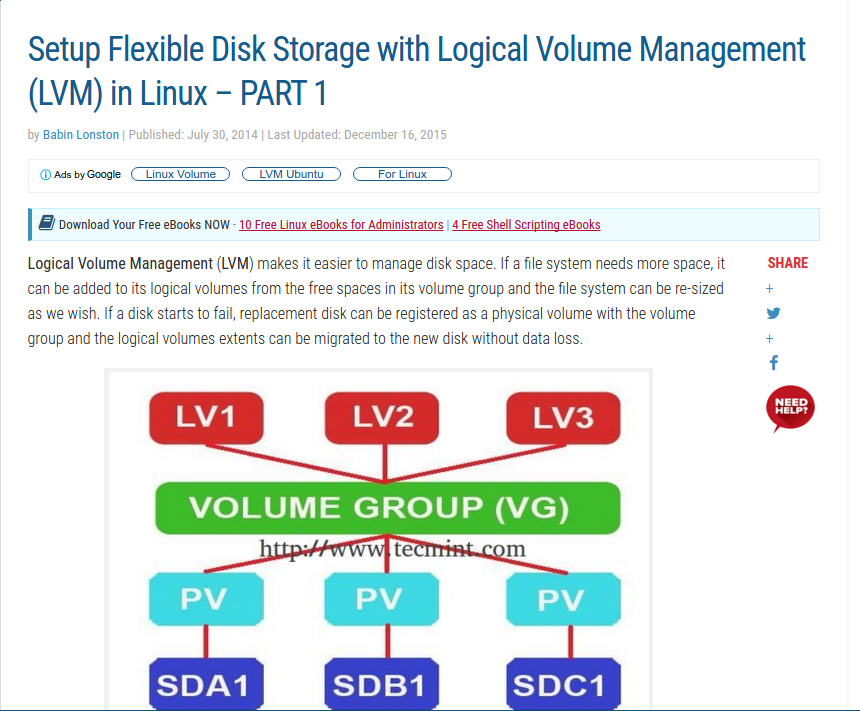 Setup Flexible Disk Storage with Logical Volume Management
(LVM) in Linux – PART 1
by Babin Lonston | Published: July 30, 2014 | Last Updated: December 16, 2015
Ads by Google Linux Volume LVM Ubuntu For Linux
Download Your Free eBooks NOW - 10 Free Linux eBooks for Administrators | 4 Free Shell Scripting eBooks
Logical Volume Management (LVM) makes it easier to manage disk space. If a file system needs more space, it
can be added to its logical volumes from the free spaces in its volume group and the file system can be re-sized
as we wish. If a disk starts to fail, replacement disk can be registered as a physical volume with the volume
group and the logical volumes extents can be migrated to the new disk without data loss.
SHARE
+
+
NEED
HELP?
LV1 LV2 LV3
VOLUME GROUP (VG)
http://www.tecmint.com
PV PV PV
SDA1 SDB1 SDC1